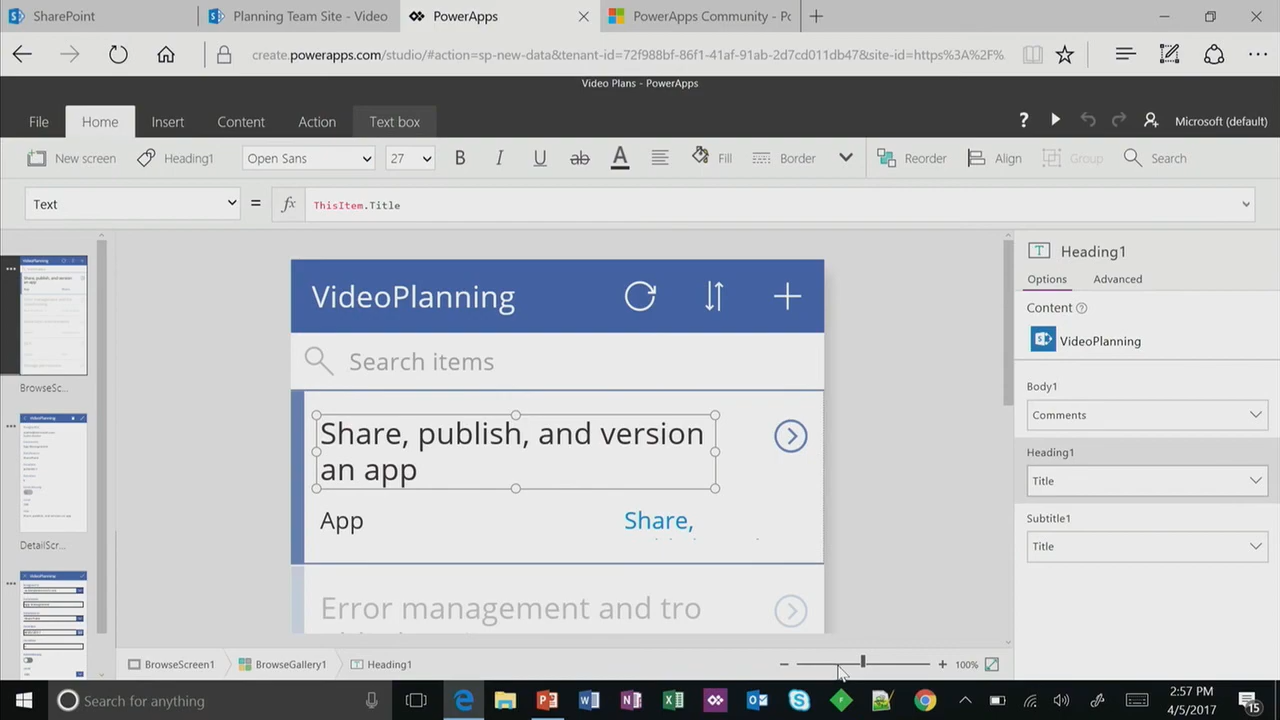 SharePoint
Planning Team Site - Video
PowerApps
PowerApps Community - Po
create.powerapps.com/studio/#action=sp-new-data&tenant-id=72f988bf-86f1-41af-91ab-2d7cd011db47&site-id=https%3A%2F%
Video Plans - PowerApps
File
Home
Insert
Content
Action
Text box
?
Microsoft (default)
New screen
Heading1
Open Sans
27
B
I
U
ab
A
Fill
Border
Reorder
Align
Group
Search
Text
=
fx
ThisItem.Title
BrowseSc...
DetailScr...
VideoPlanning
Search items
Share, publish, and version
an app
App
Share,
Error management and tro
Heading1
Options
Advanced
Content
VideoPlanning
Body1
Comments
Heading1
Title
Subtitle1
Title
BrowseScreen1
BrowseGallery1
Heading1
100%
Search for anything
2:57 PM
4/5/2017
15